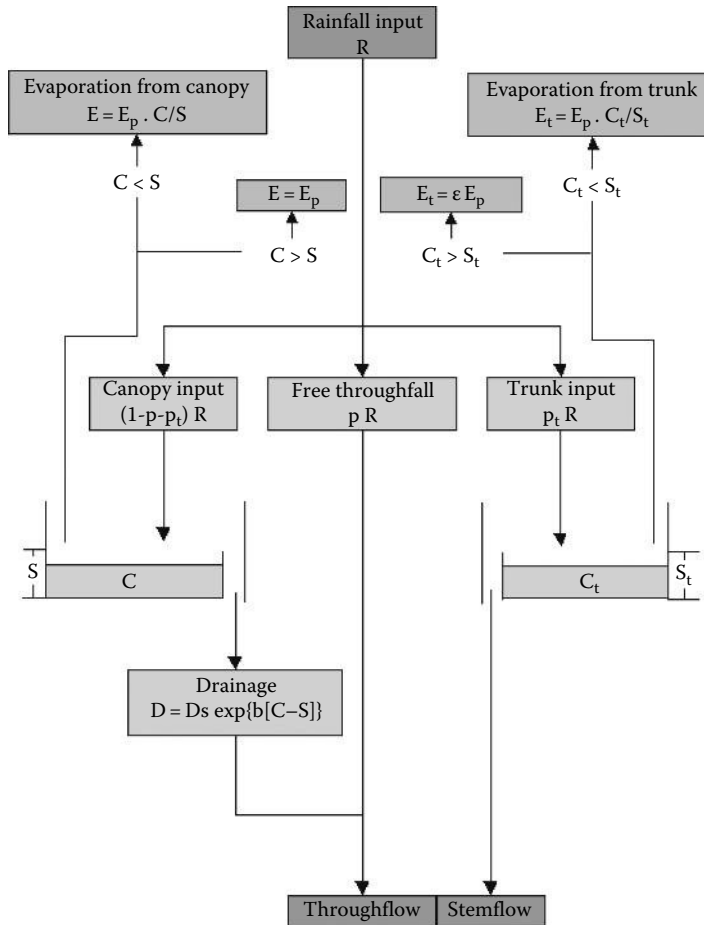 Rainfall input
R
Evaporation from canopy
E = Eₚ . C/S
Evaporation from trunk
Eₜ = Eₚ . Cₜ/Sₜ
C < S
Cₜ < Sₜ
E = Eₚ
Eₜ = ε Eₚ
C > S
Cₜ > Sₜ
Canopy input
(1-p-pₜ) R
Free throughfall
p R
Trunk input
pₜ R
S
C
Cₜ
Sₜ
Drainage
D = Ds exp{b[C–S]}
Throughflow
Stemflow